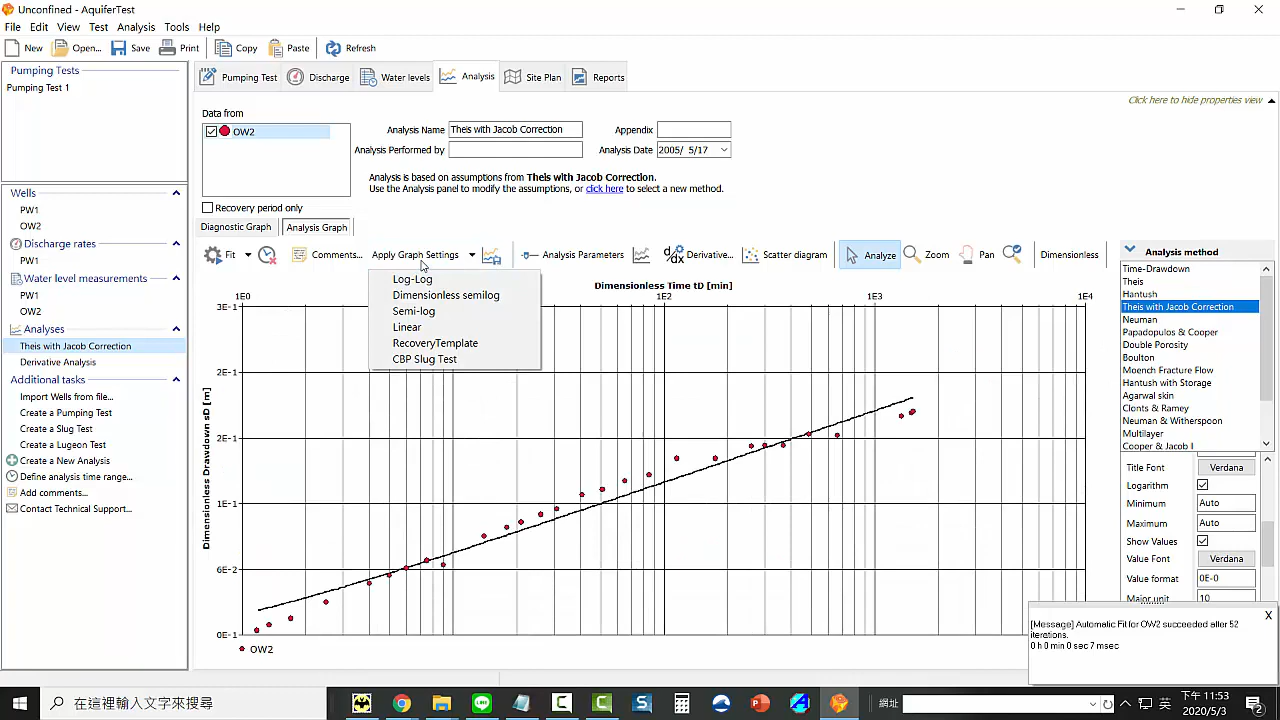 Unconfined - AquiferTest
File Edit View Test Analysis Tools Help
New Open... Save Print Copy Paste Refresh
Pumping Tests
Pumping Test 1
Wells
PW1
OW2
Discharge rates
PW1
Water level measurements
PW1
OW2
Analyses
Theis with Jacob Correction
Derivative Analysis
Additional tasks
Import Wells from file...
Create a Pumping Test
Create a Slug Test
Create a Lugeon Test
Create a New Analysis
Define analysis time range...
Add comments...
Contact Technical Support...
Pumping Test Discharge Water levels Analysis Site Plan Reports
Click here to hide properties view
Data from
OW2
Recovery period only
Analysis Name Theis with Jacob Correction Appendix
Analysis Performed by Analysis Date 2005/ 5/17
Analysis is based on assumptions from Theis with Jacob Correction.
Use the Analysis panel to modify the assumptions, or click here to select a new method.
Diagnostic Graph Analysis Graph
Fit Comments... Apply Graph Settings Analysis Parameters d/dx Derivative... Scatter diagram Analyze Zoom Pan Dimensionless
Log-Log
Dimensionless semilog
Semi-log
Linear
RecoveryTemplate
CBP Slug Test
Dimensionless Time tD [min]
1E0 1E2 1E3 1E4
Dimensionless Drawdown sD [m]
3E-1
2E-1
2E-1
1E-1
6E-2
0E-1
OW2
Analysis method
Time-Drawdown
Theis
Hantush
Theis with Jacob Correction
Neuman
Papadopulos & Cooper
Double Porosity
Boulton
Moench Fracture Flow
Hantush with Storage
Agarwal skin
Clonts & Ramey
Neuman & Witherspoon
Multilayer
Cooper & Jacob I
Title Font Verdana
Logarithm
Minimum Auto
Maximum Auto
Show Values
Value Font Verdana
Value format 0E-0
Major unit 10
X
[Message] Automatic Fit for OW2 succeeded after 52
iterations.
0 h 0 min 0 sec 7 msec
在這裡輸入文字來搜尋
網址
英
下午 11:53
2020/5/3
2